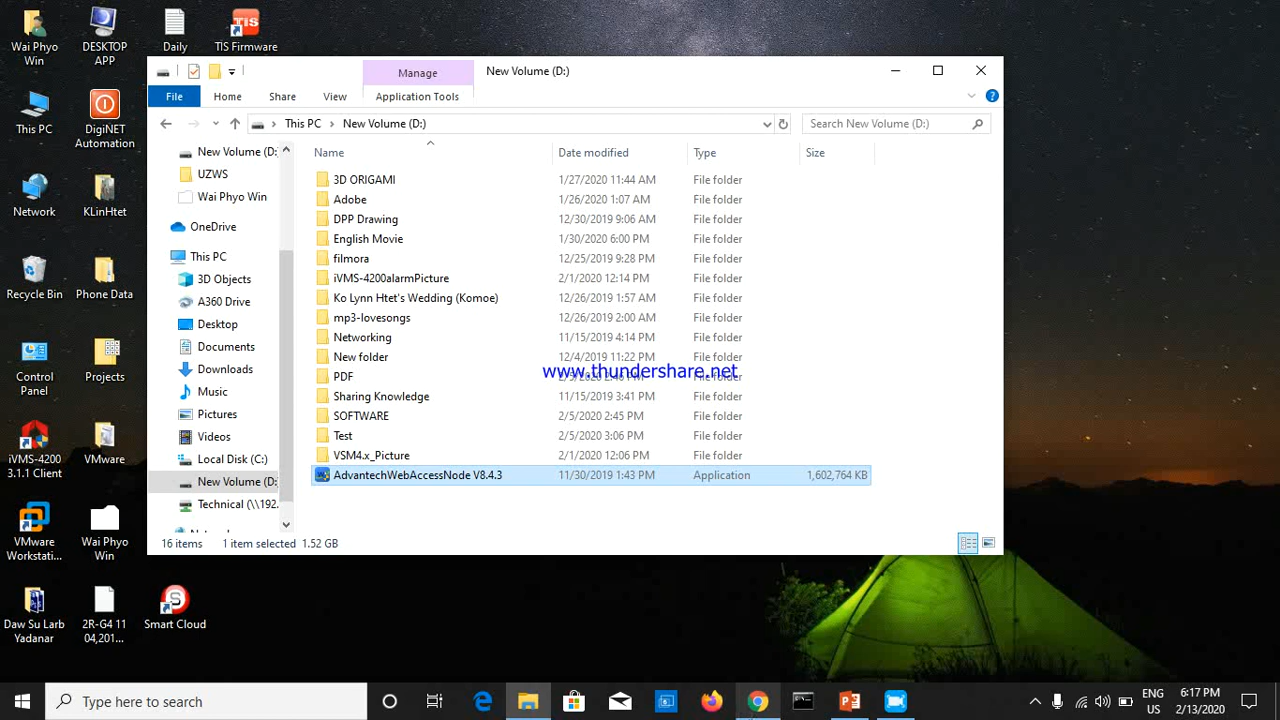 Wai Phyo Win
DESKTOP APP
Daily
TIS Firmware
This PC
DigiNET Automation
Network
KLinHtet
Recycle Bin
Phone Data
Control Panel
Projects
iVMS-4200 3.1.1 Client
VMware
VMware Workstati...
Wai Phyo Win
Daw Su Larb Yadanar
2R-G4 11 04,201...
Smart Cloud
Manage
New Volume (D:)
File
Home
Share
View
Application Tools
This PC > New Volume (D:)
Search New Volume (D:)
New Volume (D:
UZWS
Wai Phyo Win
OneDrive
This PC
3D Objects
A360 Drive
Desktop
Documents
Downloads
Music
Pictures
Videos
Local Disk (C:)
New Volume (D:
Technical (\\192.
Name Date modified Type Size
3D ORIGAMI 1/27/2020 11:44 AM File folder
Adobe 1/26/2020 1:07 AM File folder
DPP Drawing 12/30/2019 9:06 AM File folder
English Movie 1/30/2020 6:00 PM File folder
filmora 12/25/2019 9:28 PM File folder
iVMS-4200alarmPicture 2/1/2020 12:14 PM File folder
Ko Lynn Htet's Wedding (Komoe) 12/26/2019 1:57 AM File folder
mp3-lovesongs 12/26/2019 2:00 AM File folder
Networking 11/15/2019 4:14 PM File folder
New folder 12/4/2019 11:22 PM File folder
www.thundershare.net
PDF File folder
Sharing Knowledge 11/15/2019 3:41 PM File folder
SOFTWARE 2/5/2020 2:45 PM File folder
Test 2/5/2020 3:06 PM File folder
VSM4.x_Picture 2/1/2020 12:06 PM File folder
AdvantechWebAccessNode V8.4.3 11/30/2019 1:43 PM Application 1,602,764 KB
16 items 1 item selected 1.52 GB
Type here to search
ENG
US
6:17 PM
2/13/2020